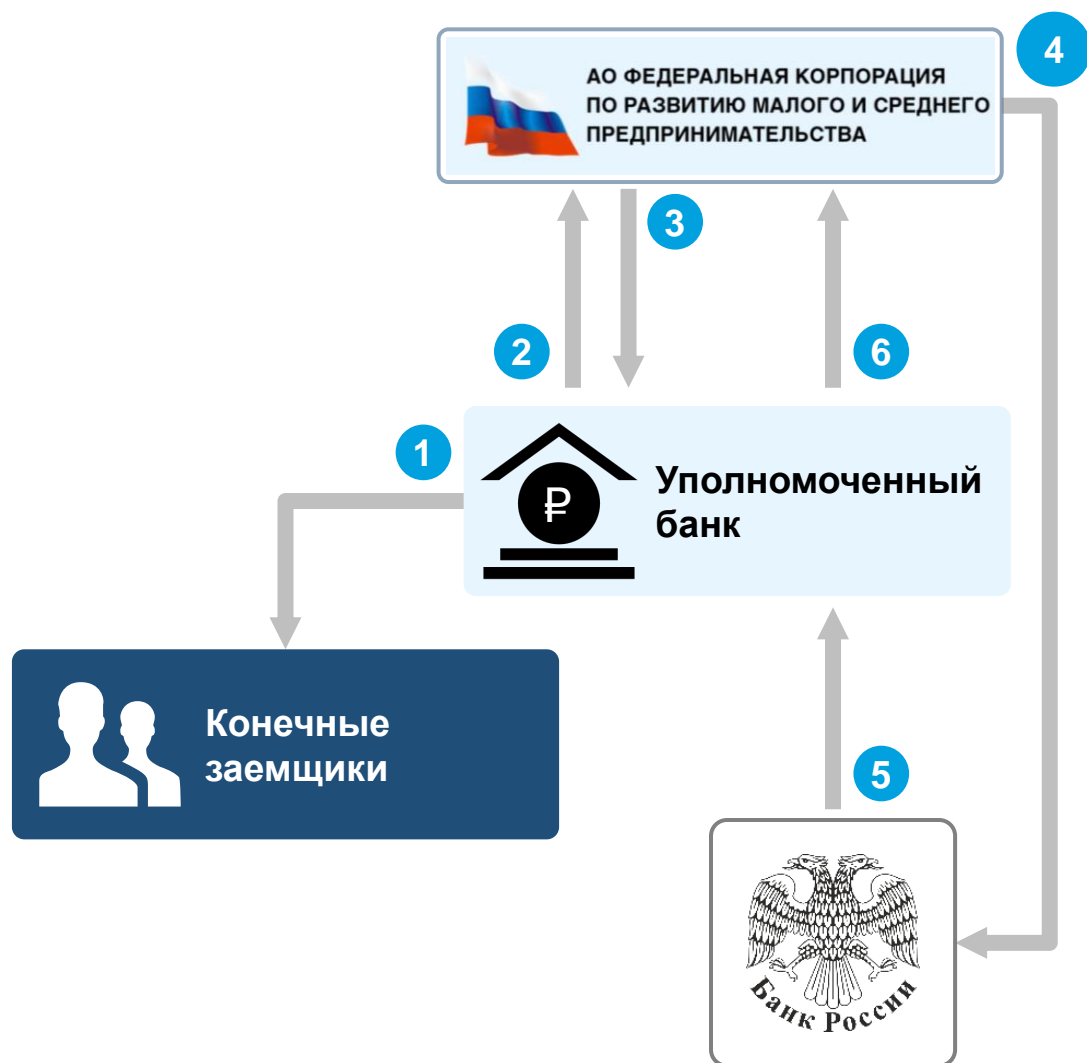 4
АО ФЕДЕРАЛЬНАЯ КОРПОРАЦИЯ
ПО РАЗВИТИЮ МАЛОГО И СРЕДНЕГО
ПРЕДПРИНИМАТЕЛЬСТВА
3
2
6
1
₽
Уполномоченный
банк
Конечные
заемщики
5
Банк России